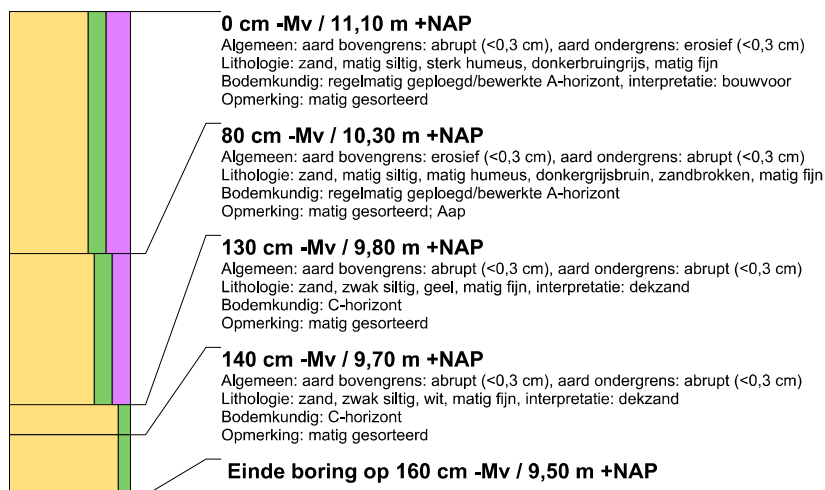 0 cm -Mv / 11,10 m +NAP
Algemeen: aard bovengrens: abrupt (<0,3 cm), aard ondergrens: erosief (<0,3 cm)
Lithologie: zand, matig siltig, sterk humeus, donkerbruingrijs, matig fijn
Bodemkundig: regelmatig geploegd/bewerkte A-horizont, interpretatie: bouwvoor
Opmerking: matig gesorteerd
80 cm -Mv / 10,30 m +NAP
Algemeen: aard bovengrens: erosief (<0,3 cm), aard ondergrens: abrupt (<0,3 cm)
Lithologie: zand, matig siltig, matig humeus, donkergrijsbruin, zandbrokken, matig fijn
Bodemkundig: regelmatig geploegd/bewerkte A-horizont
Opmerking: matig gesorteerd; Aap
130 cm -Mv / 9,80 m +NAP
Algemeen: aard bovengrens: abrupt (<0,3 cm), aard ondergrens: abrupt (<0,3 cm)
Lithologie: zand, zwak siltig, geel, matig fijn, interpretatie: dekzand
Bodemkundig: C-horizont
Opmerking: matig gesorteerd
140 cm -Mv / 9,70 m +NAP
Algemeen: aard bovengrens: abrupt (<0,3 cm), aard ondergrens: abrupt (<0,3 cm)
Lithologie: zand, zwak siltig, wit, matig fijn, interpretatie: dekzand
Bodemkundig: C-horizont
Opmerking: matig gesorteerd
Einde boring op 160 cm -Mv / 9,50 m +NAP